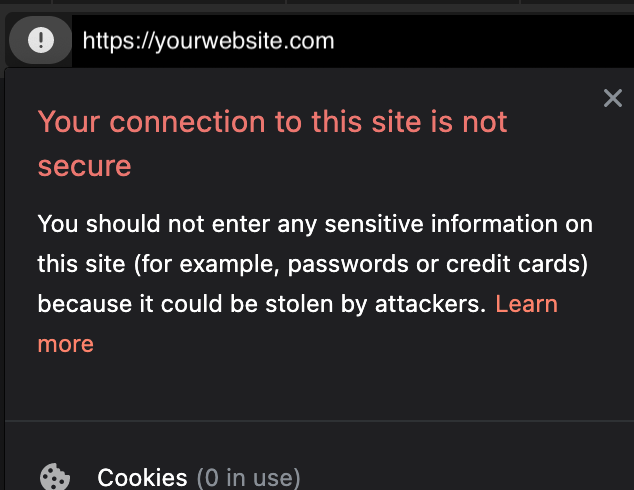 https://yourwebsite.com
Your connection to this site is not
secure
You should not enter any sensitive information on
this site (for example, passwords or credit cards)
because it could be stolen by attackers. Learn
more
Cookies (0 in use)